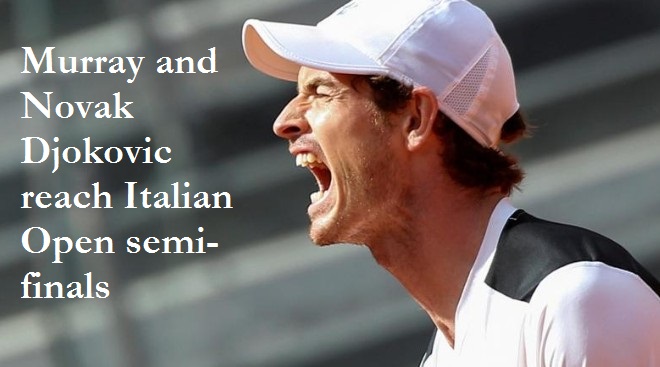 Murray and
Novak
Djokovic
reach Italian
Open semi-
finals